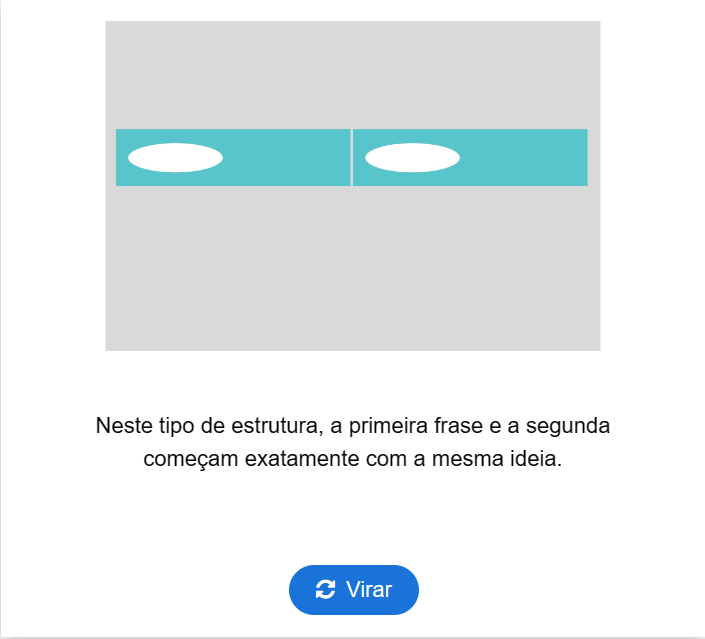 Neste tipo de estrutura, a primeira frase e a segunda
começam exatamente com a mesma ideia.
Virar